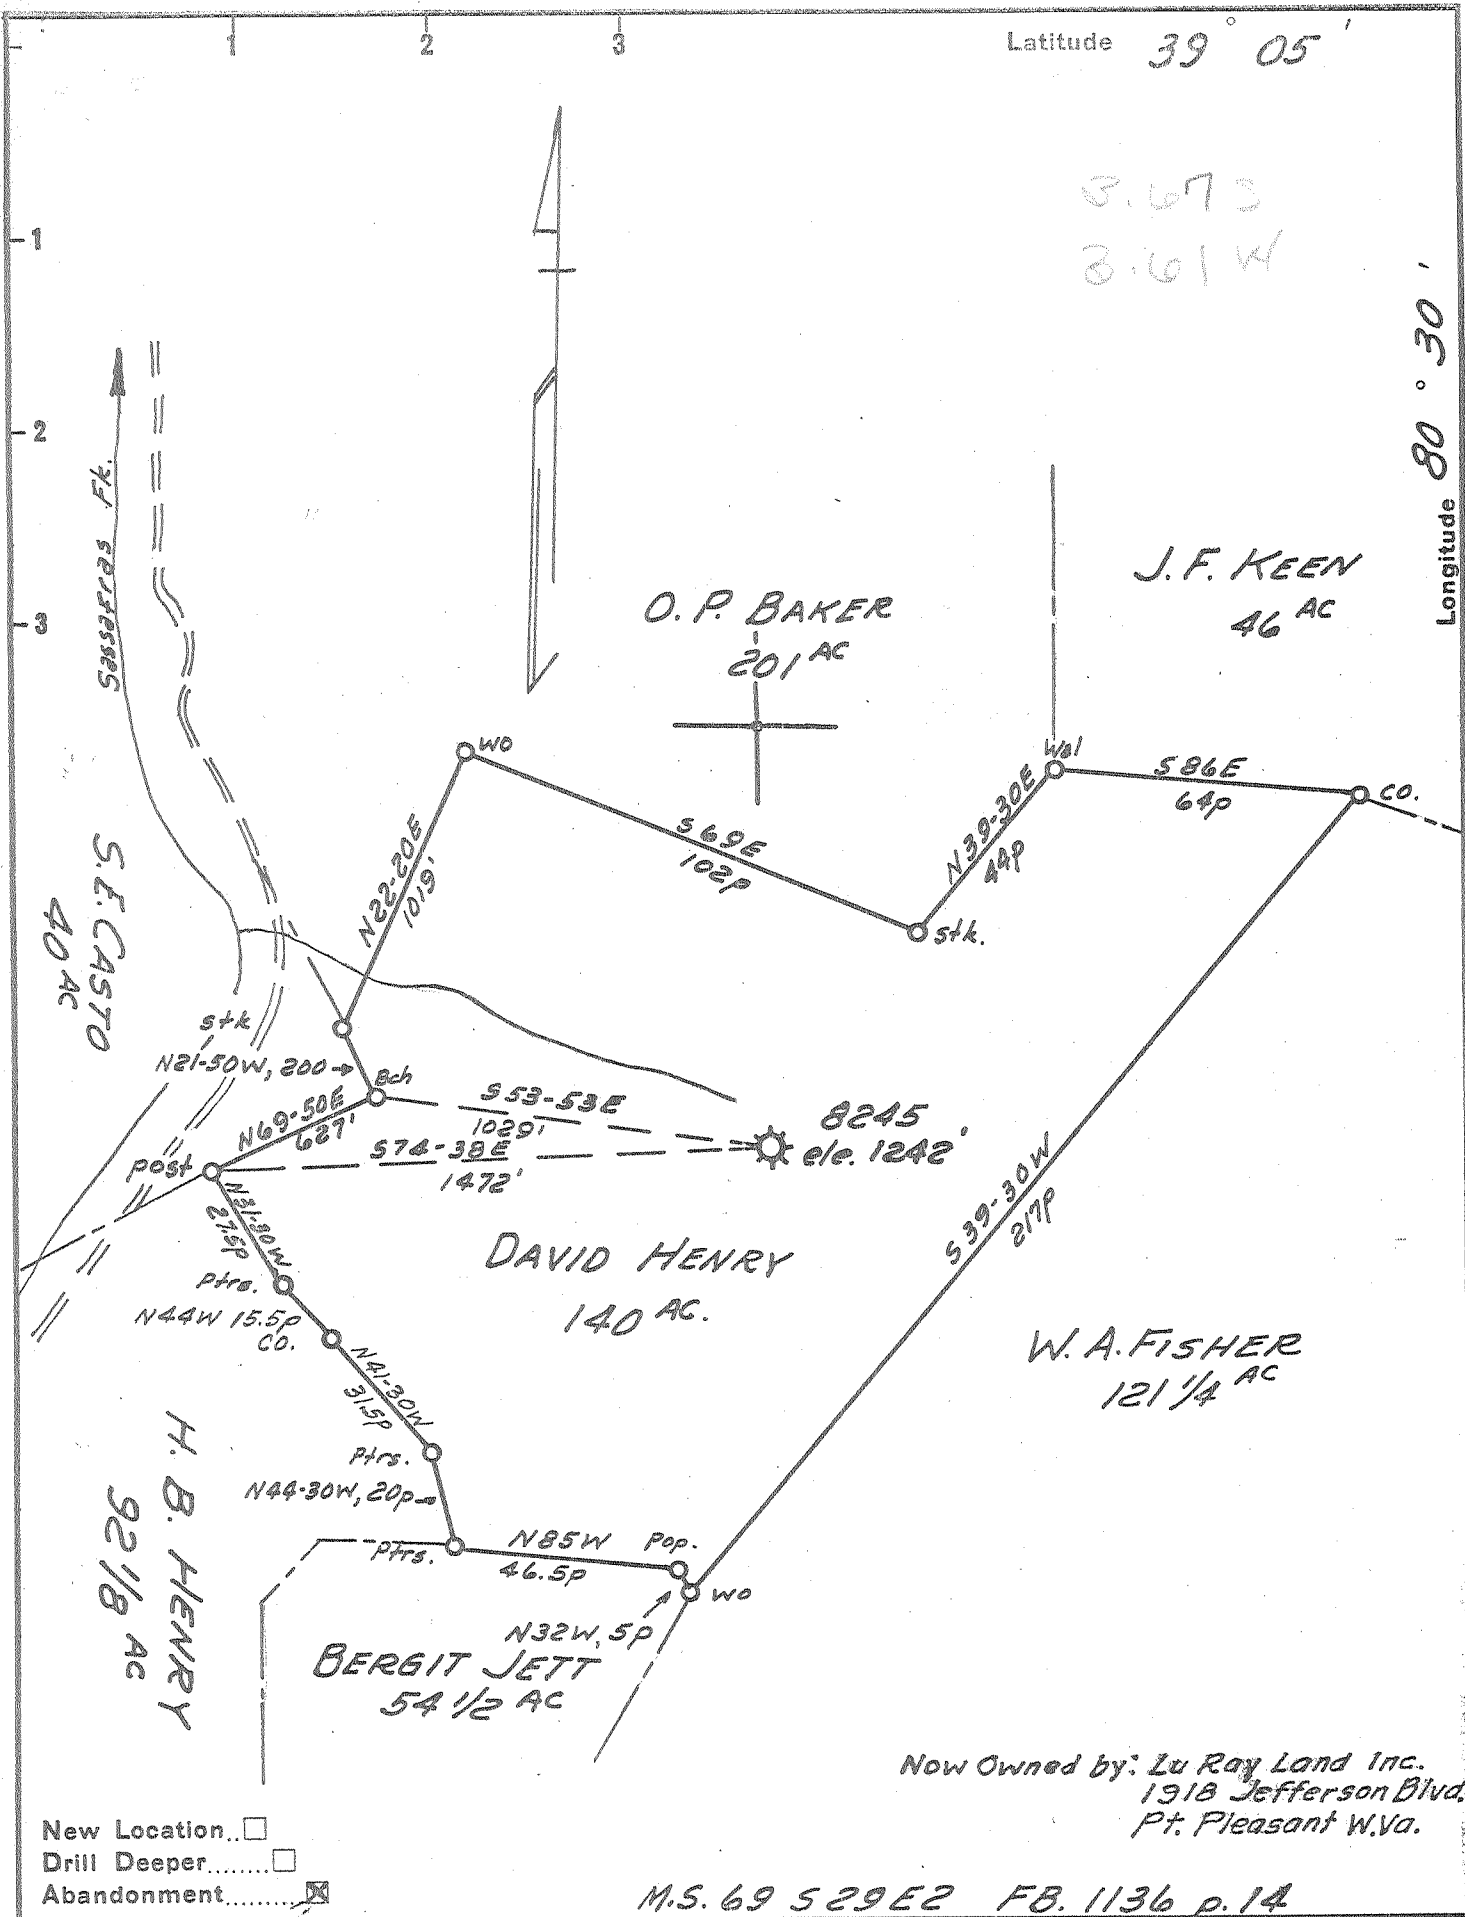 1 2 3
Latitude 39° 05'
1
2
3
Longitude 80° 30'
Sassafras Fk.
O. P. BAKER
201 AC
J. F. KEEN
46 AC
WO
Wal
S86E
64p
CO.
N22-20E
1019'
S69E
102p
N39-30E
44p
stk.
S.E. CASTO
40 AC
stk
N21-50W, 200
Bch
N69-50E
627'
S53-53E
1029'
S74-38E
1472'
8245
ele. 1242'
post
N31-30W
27.5p
Ptrs.
N44W 15.5p
CO.
DAVID HENRY
140 AC.
S39-30W
217p
W. A. FISHER
121 1/4 AC
N41-30W
31.5p
Ptrs.
N44-30W, 20p
Ptrs.
N85W
46.5p
Pop.
WO
N32W, 5p
H. B. HENRY
92 1/8 AC
BERGIT JETT
54 1/2 AC
Now Owned by: Lu Ray Land Inc.
1918 Jefferson Blvd.
Pt. Pleasant W.Va.
New Location..
Drill Deeper........
Abandonment..........
M.S. 69 S29E2 FB. 1136 p. 14